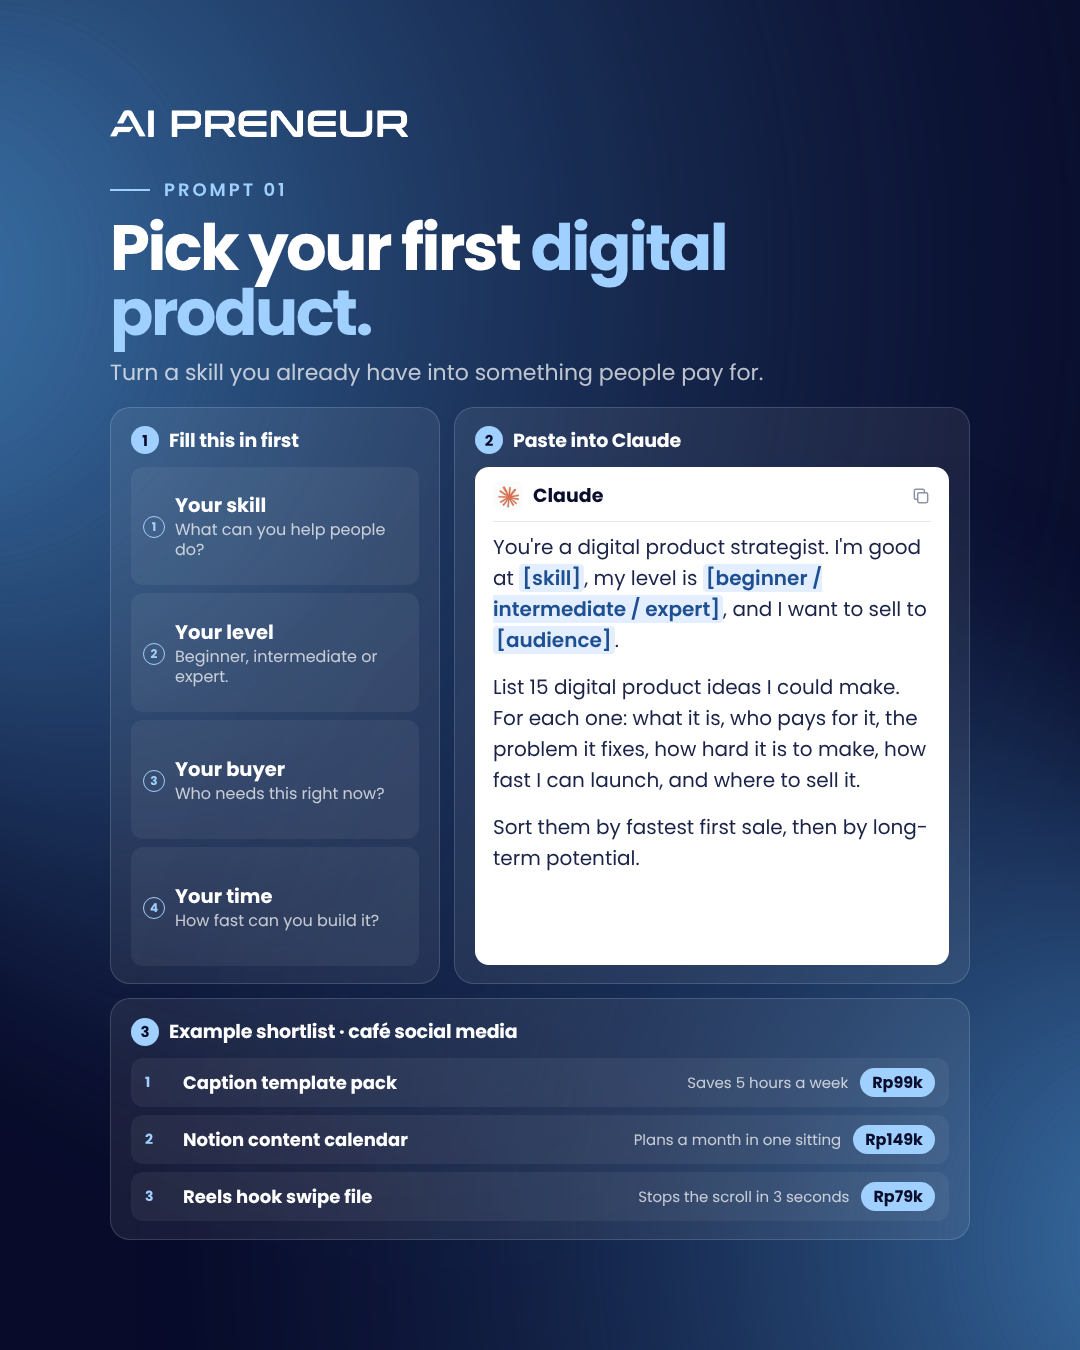 AI PRENEUR
PROMPT 01
Pick your first digital
product.
Turn a skill you already have into something people pay for.
1 Fill this in first
1 Your skill
What can you help people
do?
2 Your level
Beginner, intermediate or
expert.
3 Your buyer
Who needs this right now?
4 Your time
How fast can you build it?
2 Paste into Claude
Claude
You're a digital product strategist. I'm good
at [skill], my level is [beginner /
intermediate / expert], and I want to sell to
[audience].
List 15 digital product ideas I could make.
For each one: what it is, who pays for it, the
problem it fixes, how hard it is to make, how
fast I can launch, and where to sell it.
Sort them by fastest first sale, then by long-
term potential.
3 Example shortlist · café social media
1 Caption template pack Saves 5 hours a week Rp99k
2 Notion content calendar Plans a month in one sitting Rp149k
3 Reels hook swipe file Stops the scroll in 3 seconds Rp79k